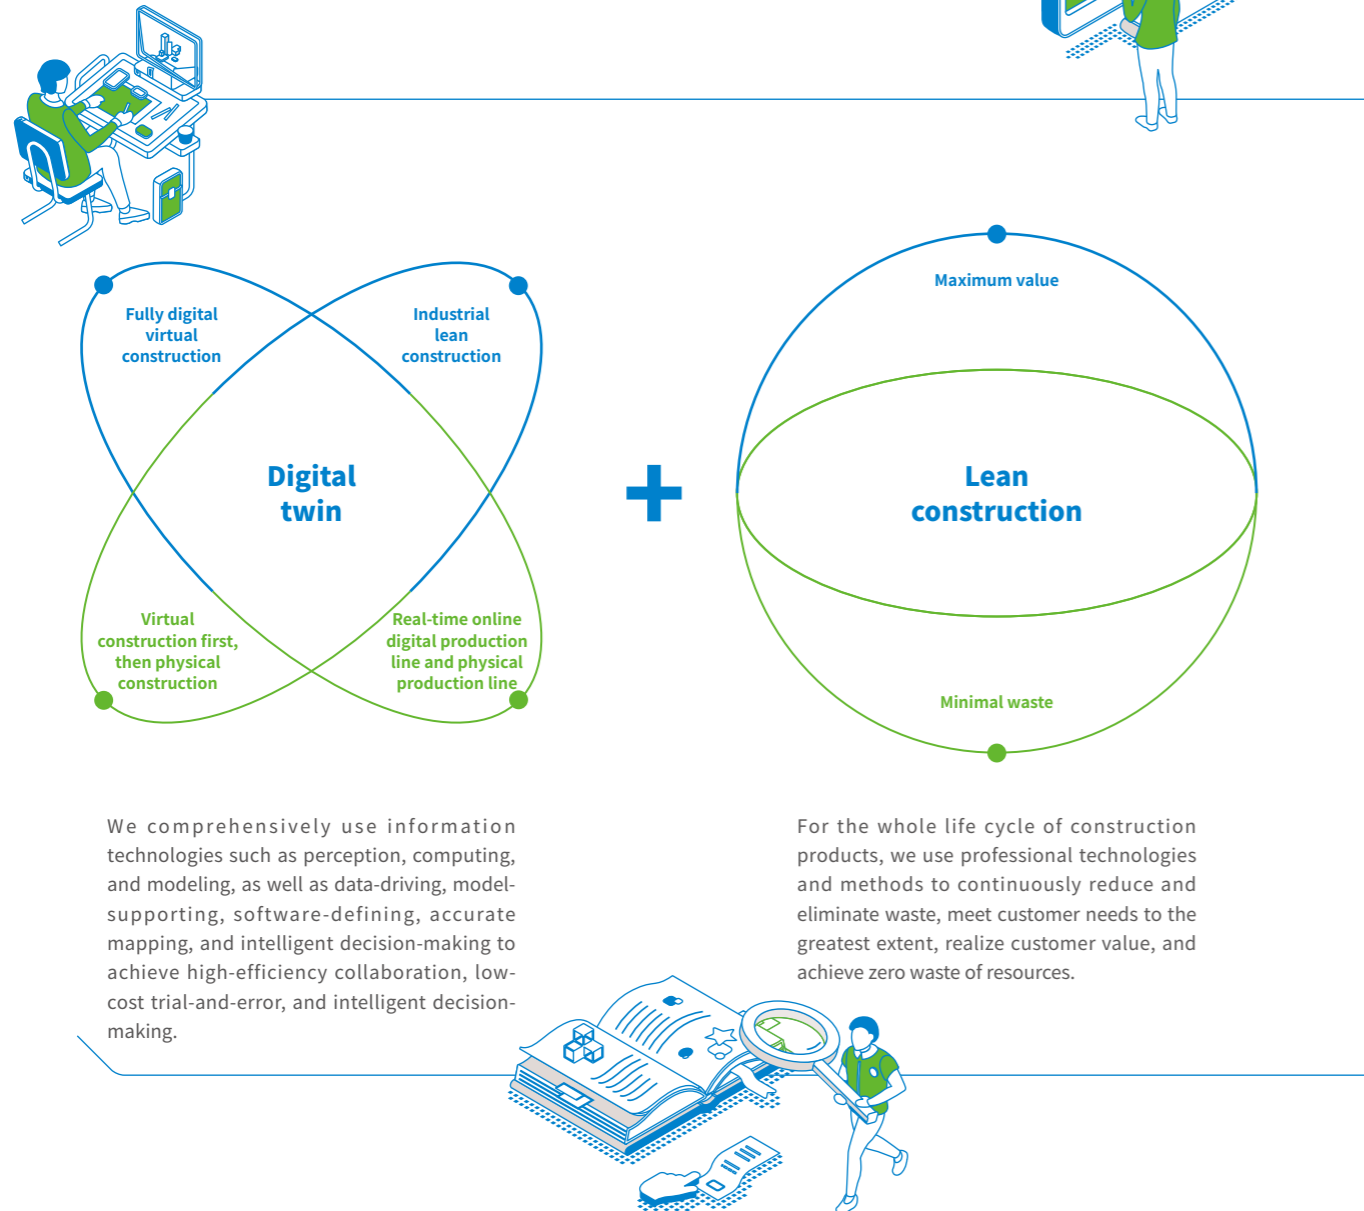 Fully digital
virtual
construction
Industrial
lean
construction
Digital
twin
Virtual
construction first,
then physical
construction
Real-time online
digital production
line and physical
production line
+
Maximum value
Lean
construction
Minimal waste
We comprehensively use information
technologies such as perception, computing,
and modeling, as well as data-driving, model-
supporting, software-defining, accurate
mapping, and intelligent decision-making to
achieve high-efficiency collaboration, low-
cost trial-and-error, and intelligent decision-
making.
For the whole life cycle of construction
products, we use professional technologies
and methods to continuously reduce and
eliminate waste, meet customer needs to the
greatest extent, realize customer value, and
achieve zero waste of resources.